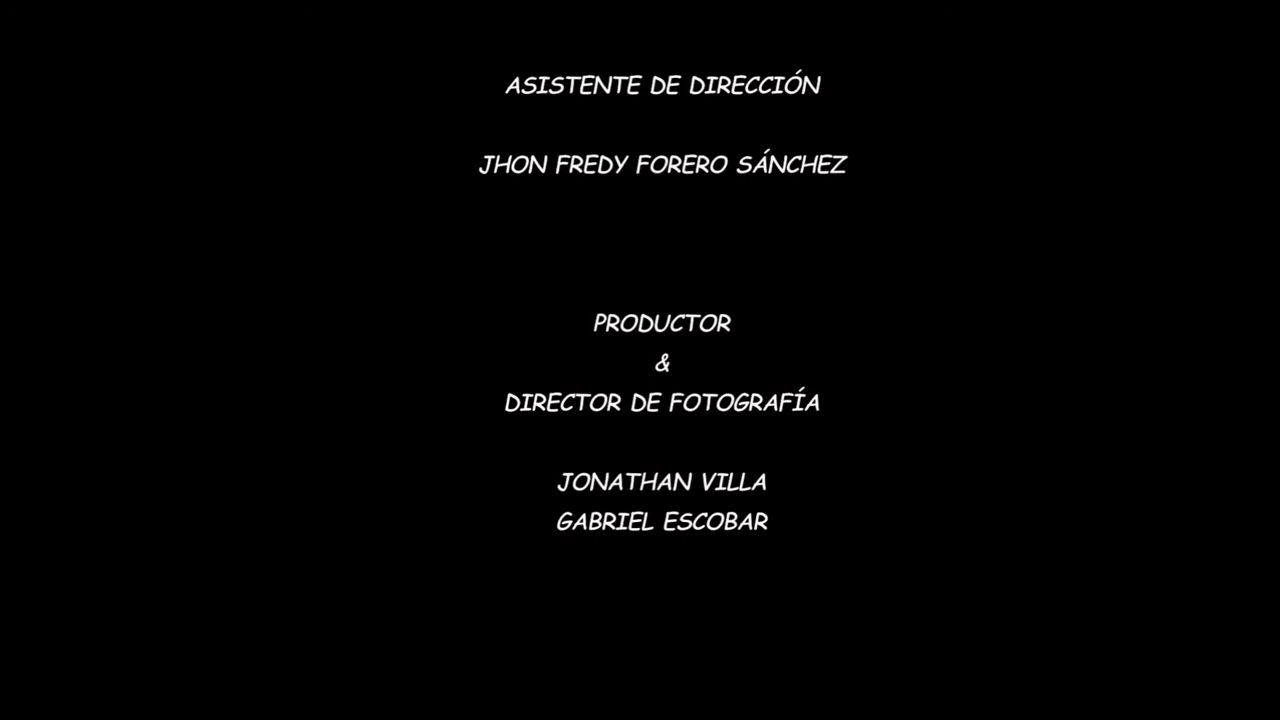 ASISTENTE DE DIRECCIÓN
JHON FREDY FORERO SÁNCHEZ
PRODUCTOR
&
DIRECTOR DE FOTOGRAFÍA
JONATHAN VILLA
GABRIEL ESCOBAR